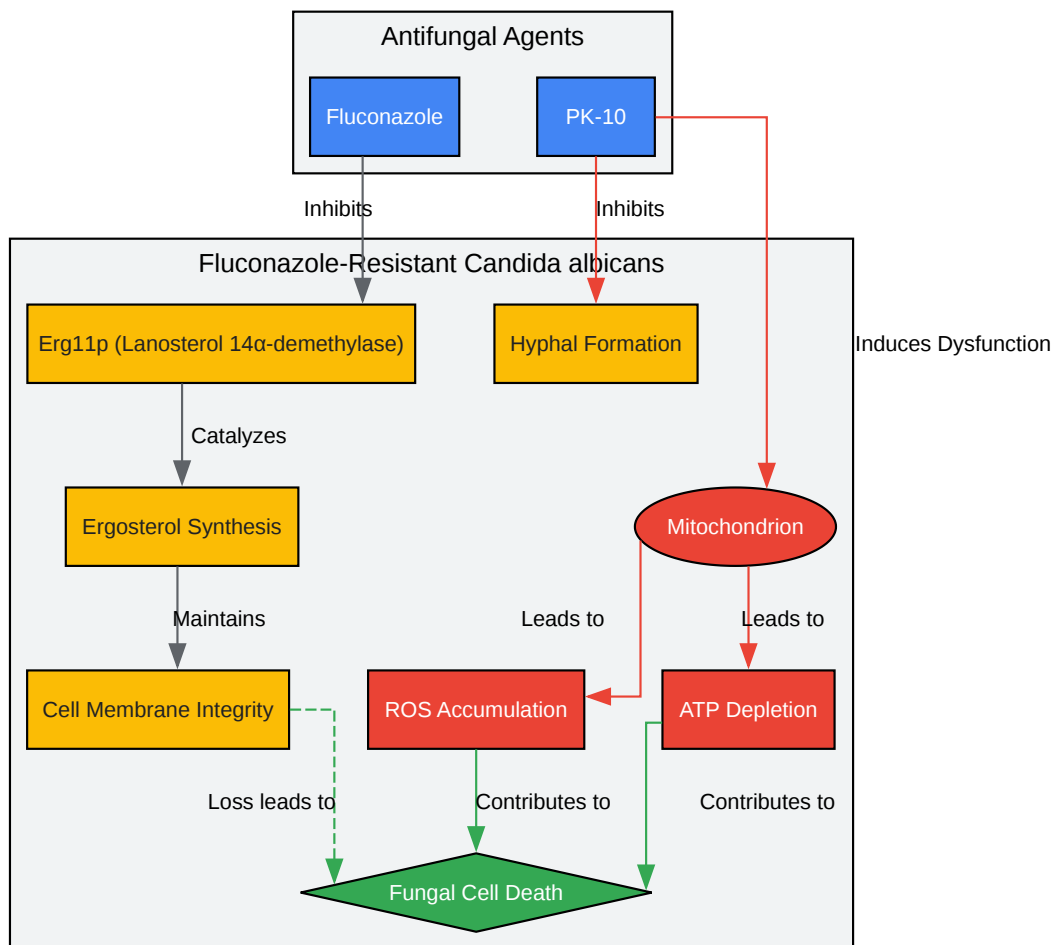 Antifungal Agents
Fluconazole
PK-10
Inhibits
Inhibits
Fluconazole-Resistant Candida albicans
Erg11p (Lanosterol 14α-demethylase)
Hyphal Formation
Induces Dysfunction
Catalyzes
Ergosterol Synthesis
Mitochondrion
Maintains
Leads to
Leads to
Cell Membrane Integrity
ROS Accumulation
ATP Depletion
Loss leads to
Contributes to
Contributes to
Fungal Cell Death